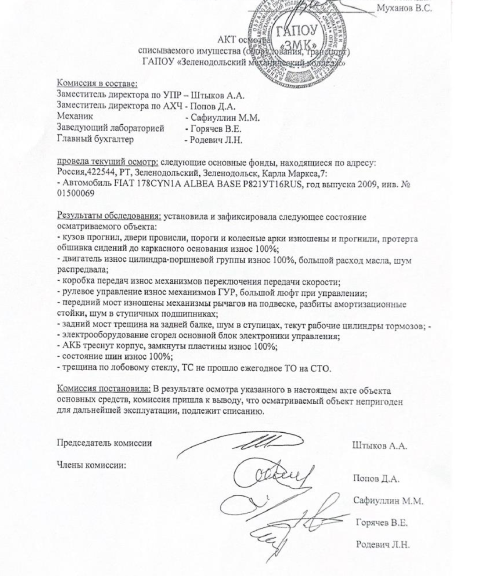 Муханов В.С.
ГАПОУ
«ЗМК»
АКТ осмотра
списываемого имущества (оборудования, транспорт)
ГАПОУ «Зеленодольский механический колледж»
Комиссия в составе:
Заместитель директора по УПР – Штыков А.А.
Заместитель директора по АХЧ - Попов Д.А.
Механик - Сафиуллин М.М.
Заведующий лабораторией - Горячев В.Е.
Главный бухгалтер - Родевич Л.Н.
провела текущий осмотр: следующие основные фонды, находящиеся по адресу:
Россия,422544, РТ, Зеленодольский, Зеленодольск, Карла Маркса,7:
- Автомобиль FIAT 178CYN1A ALBEA BASE Р821УТ16RUS, год выпуска 2009, инв. №
01500069
Результаты обследования: установила и зафиксировала следующее состояние
осматриваемого объекта:
- кузов прогнил, двери провисли, пороги и колесные арки изношены и прогнили, протерта
обшивка сидений до каркасного основания износ 100%;
- двигатель износ цилиндра-поршневой группы износ 100%, большой расход масла, шум
распредвала;
- коробка передач износ механизмов переключения передачи скорости;
- рулевое управление износ механизмов ГУР, большой люфт при управлении;
- передний мост изношены механизмы рычагов на подвеске, разбиты амортизационные
стойки, шум в ступичных подшипниках;
- задний мост трещина на задней балке, шум в ступицах, текут рабочие цилиндры тормозов; -
- электрооборудование сгорел основной блок электроники управления;
- АКБ треснут корпус, замкнуты пластины износ 100%;
- состояние шин износ 100%;
- трещина по лобовому стеклу, ТС не прошло ежегодное ТО на СТО.
Комиссия постановила: В результате осмотра указанного в настоящем акте объекта
основных средств, комиссия пришла к выводу, что осматриваемый объект непригоден
для дальнейшей эксплуатации, подлежит списанию.
Председатель комиссии Штыков А.А.
Члены комиссии:
Попов Д.А.
Сафиуллин М.М.
Горячев В.Е.
Родевич Л.Н.